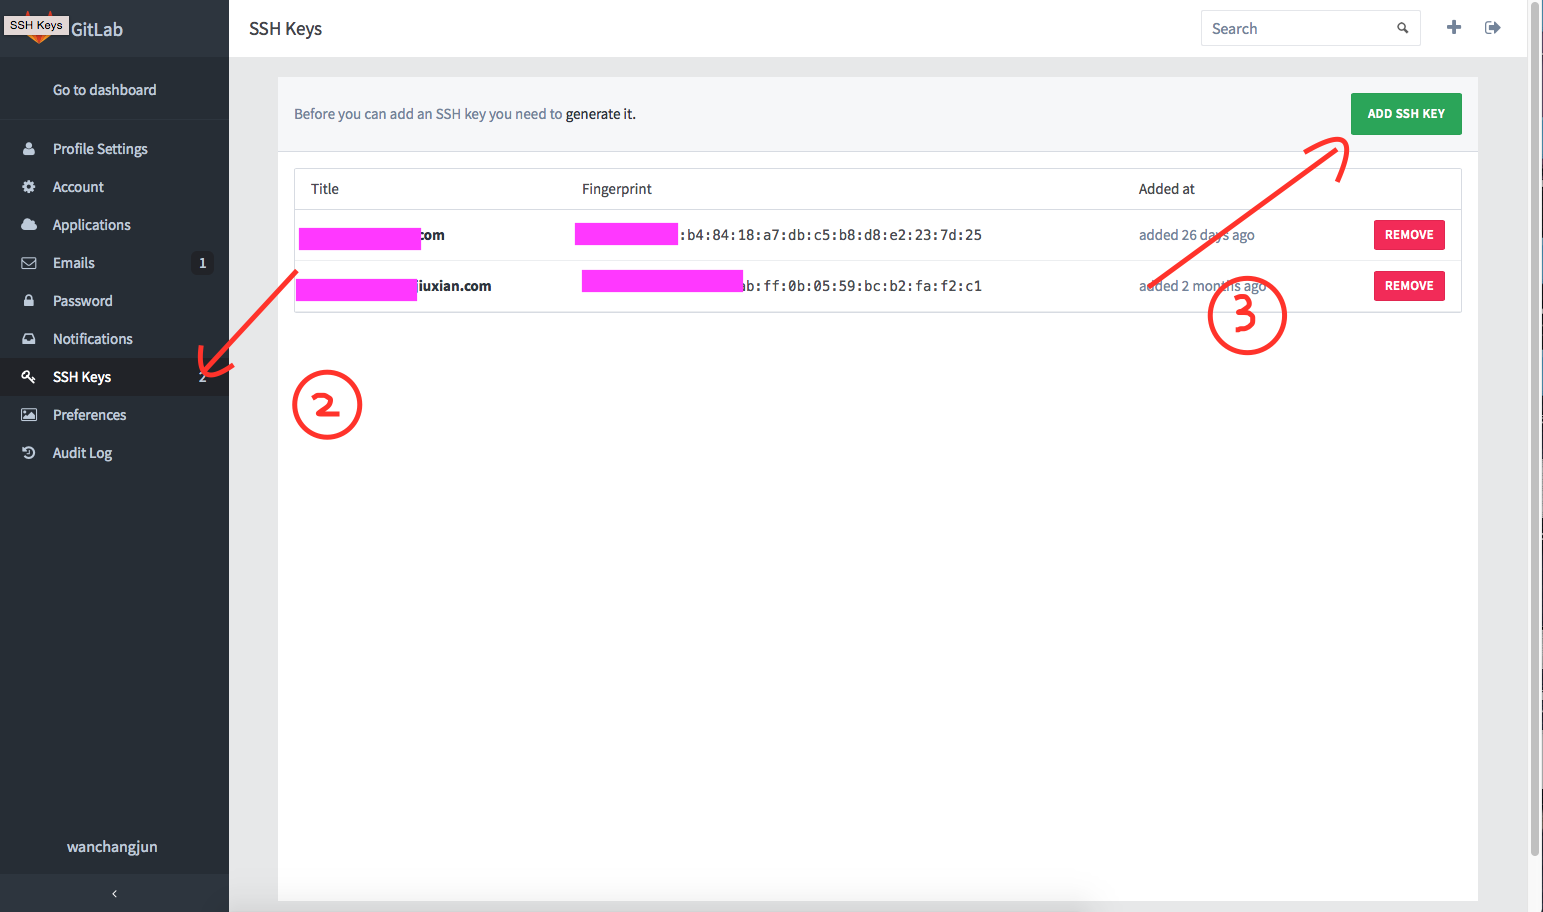 SSH Keys
GitLab
SSH Keys
Search
Go to dashboard
Profile Settings
Account
Applications
Emails 1
Password
Notifications
SSH Keys 2
Preferences
Audit Log
wanchangjun
Before you can add an SSH key you need to generate it.
ADD SSH KEY
Title Fingerprint Added at
com :b4:84:18:a7:db:c5:b8:d8:e2:23:7d:25 added 26 days ago REMOVE
iuxian.com ab:ff:0b:05:59:bc:b2:fa:f2:c1 added 2 months ago REMOVE
2
3